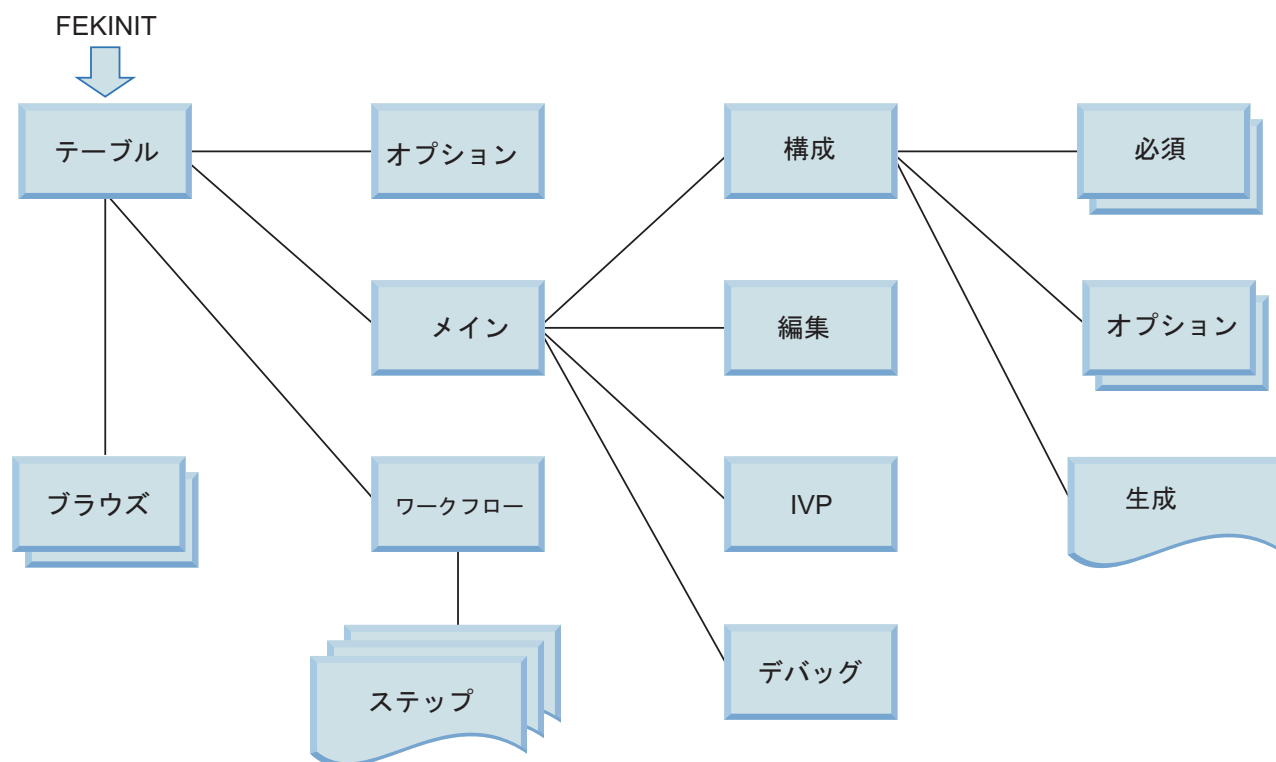 FEKINIT
テーブル
オプション
構成
必須
メイン
編集
オプション
ブラウズ
ワークフロー
IVP
生成
ステップ
デバッグ